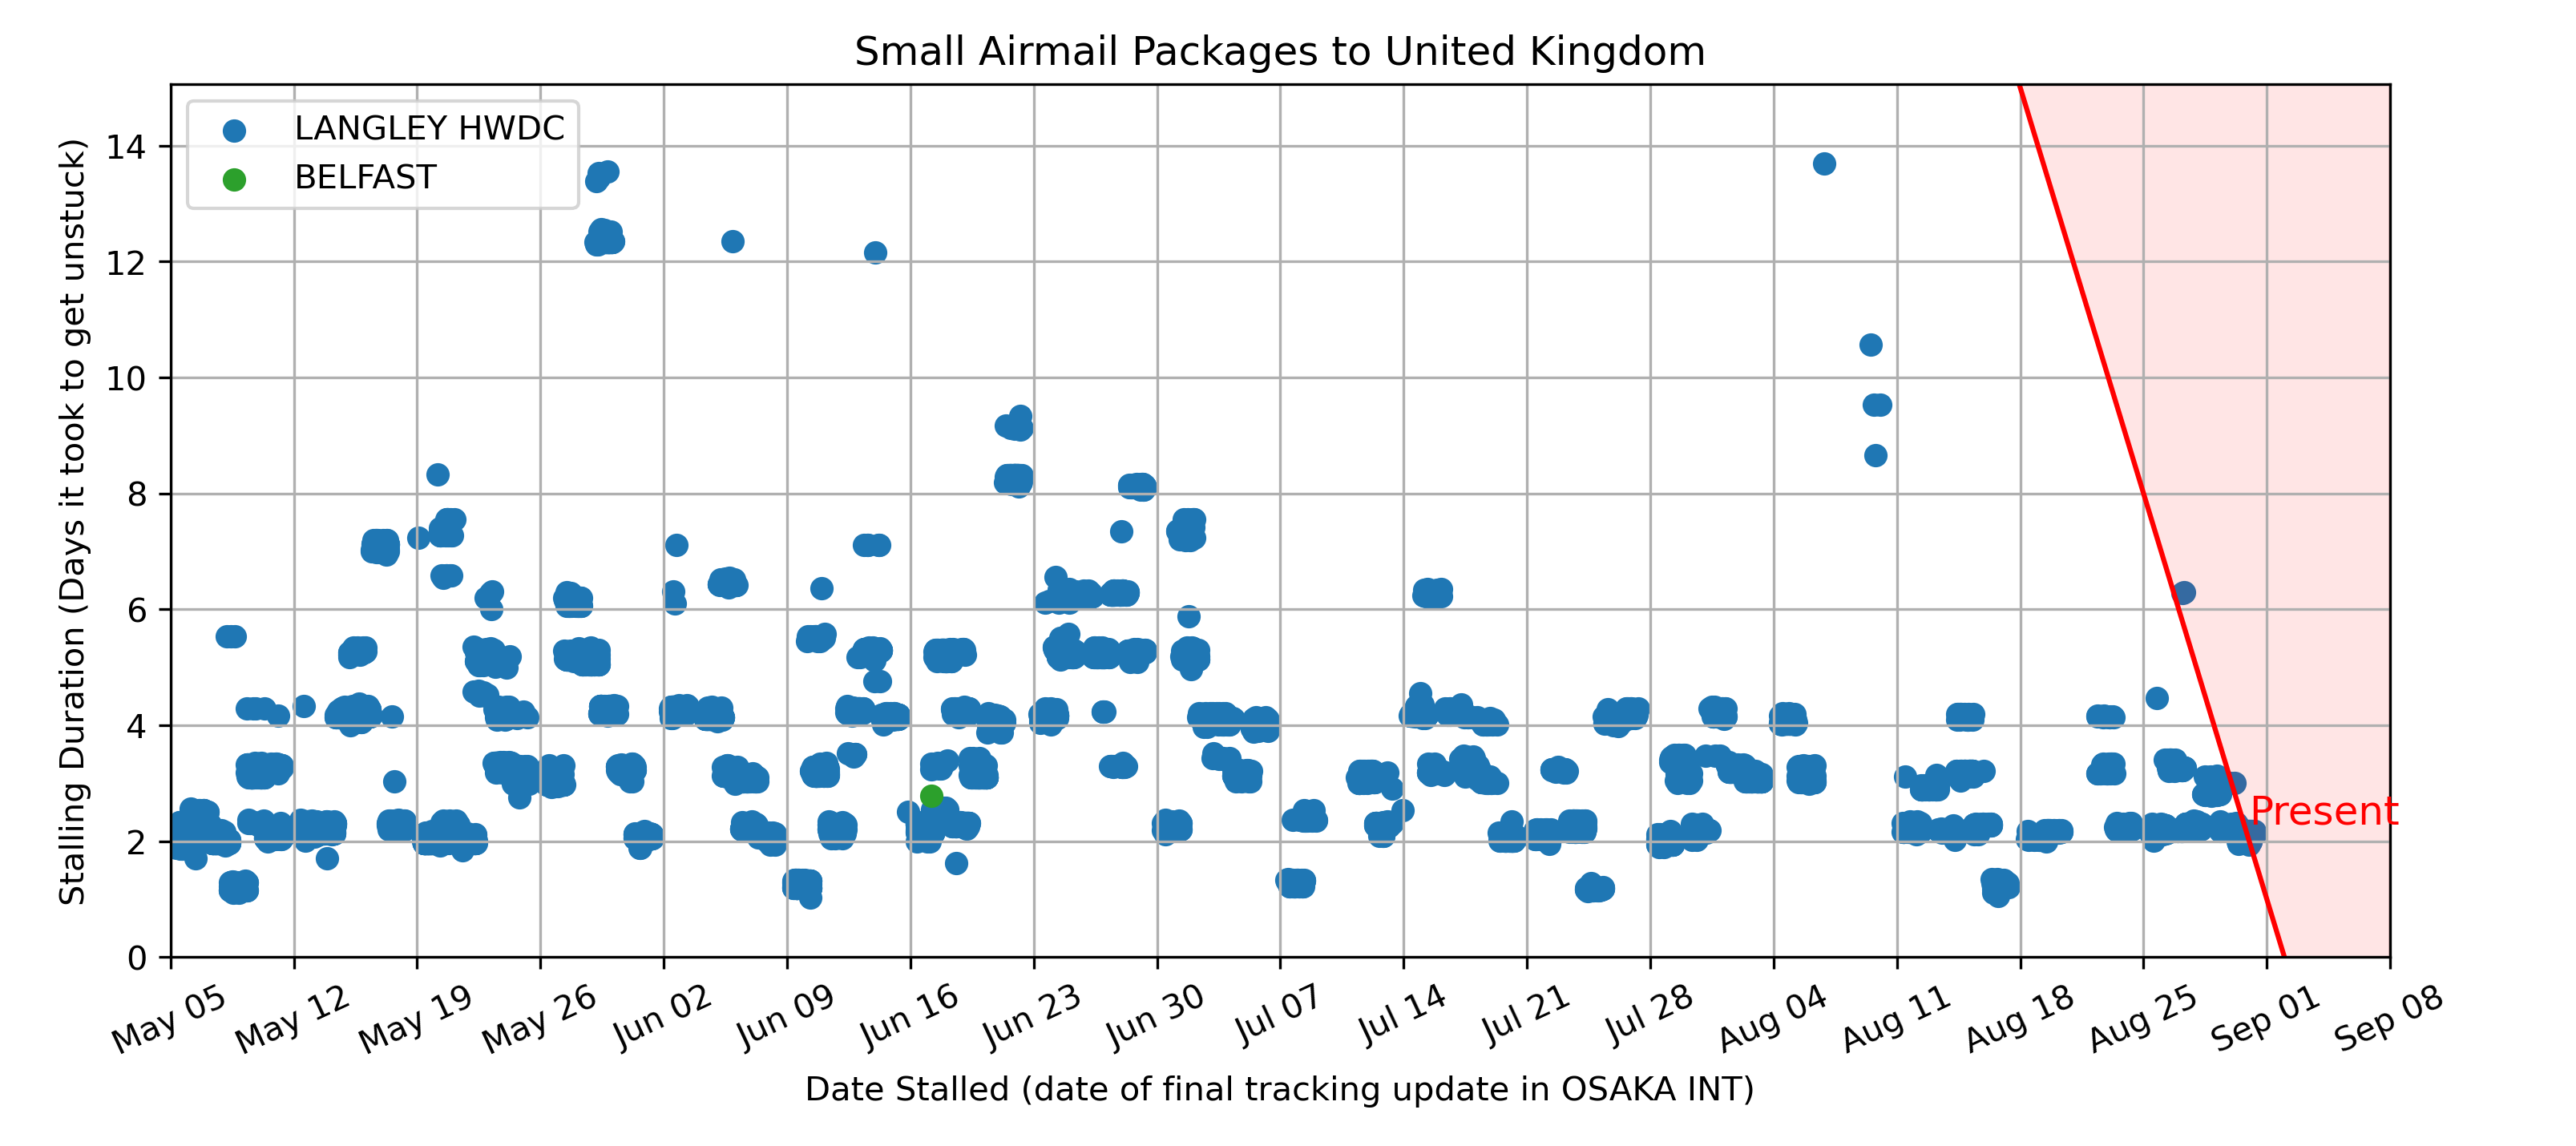 Small Airmail Packages to United Kingdom
LANGLEY HWDC
BELFAST
Stalling Duration (Days it took to get unstuck)
14
12
10
8
6
4
2
0
Present
May 05
May 12
May 19
May 26
Jun 02
Jun 09
Jun 16
Jun 23
Jun 30
Jul 07
Jul 14
Jul 21
Jul 28
Aug 04
Aug 11
Aug 18
Aug 25
Sep 01
Sep 08
Date Stalled (date of final tracking update in OSAKA INT)